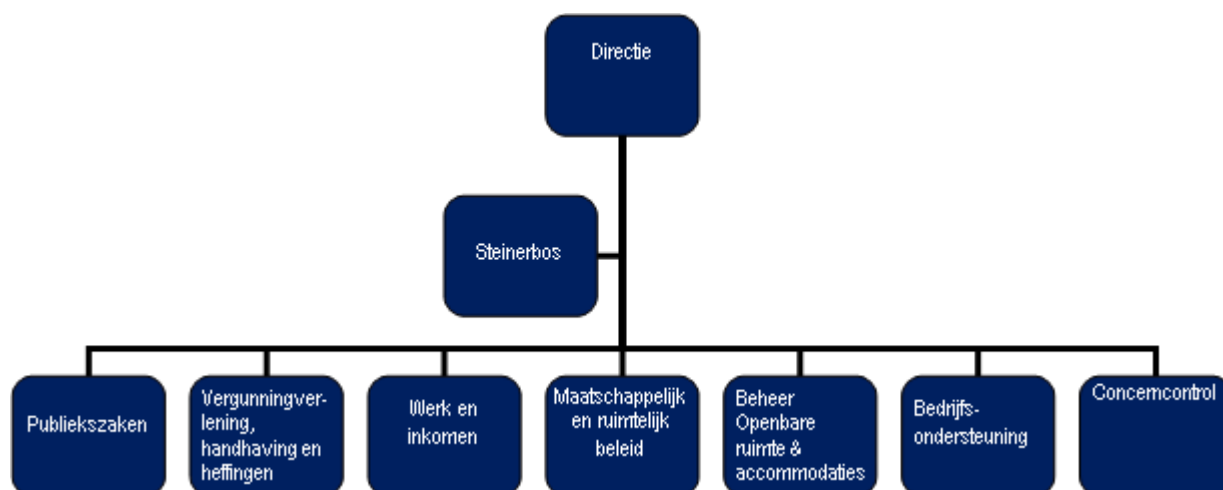 Directie
Steinerbos
Publiekszaken
Vergunningver-
lening,
handhaving en
heffingen
Werk en
inkomen
Maatschappelijk
en ruimtelijk
beleid
Beheer
Openbare
ruimte &
accommodaties
Bedrijfs-
ondersteuning
Concerncontrol